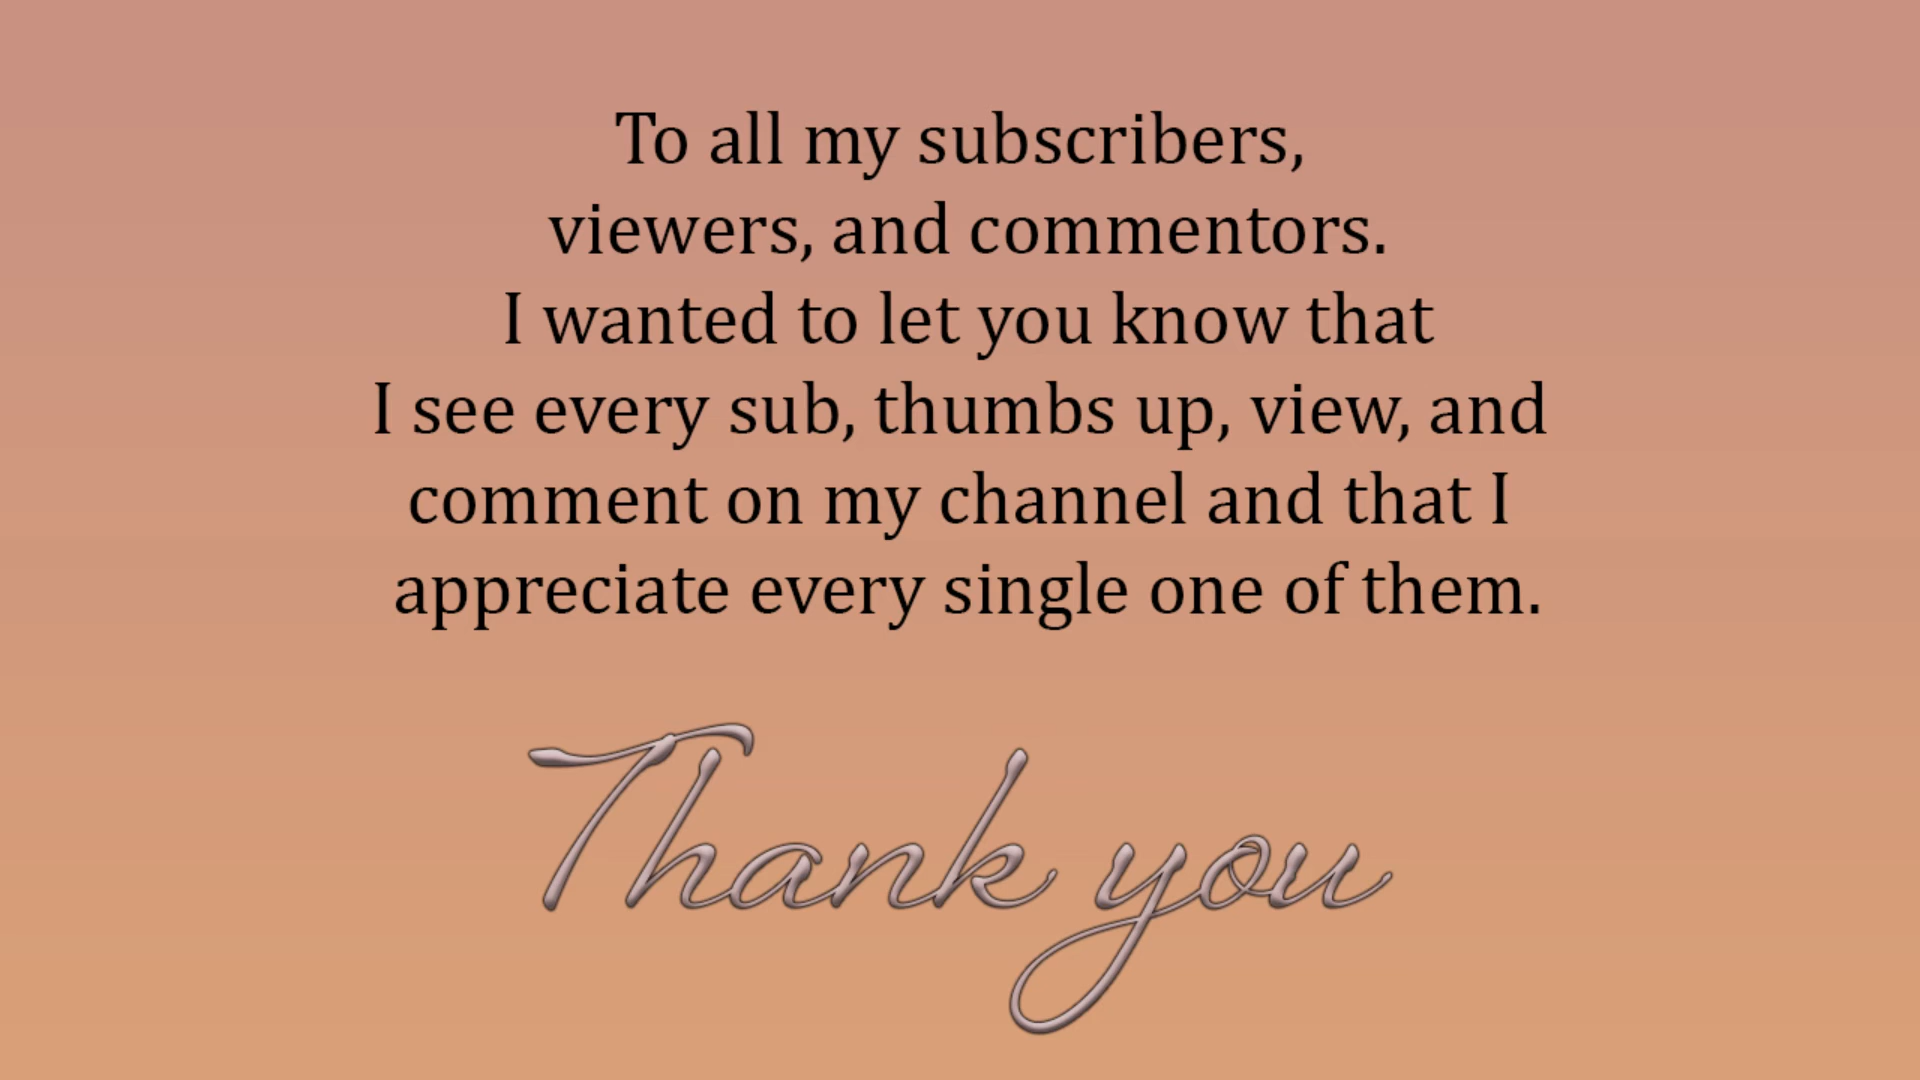 To all my subscribers,
viewers, and commentors.
I wanted to let you know that
I see every sub, thumbs up, view, and
comment on my channel and that I
appreciate every single one of them.
Thank you